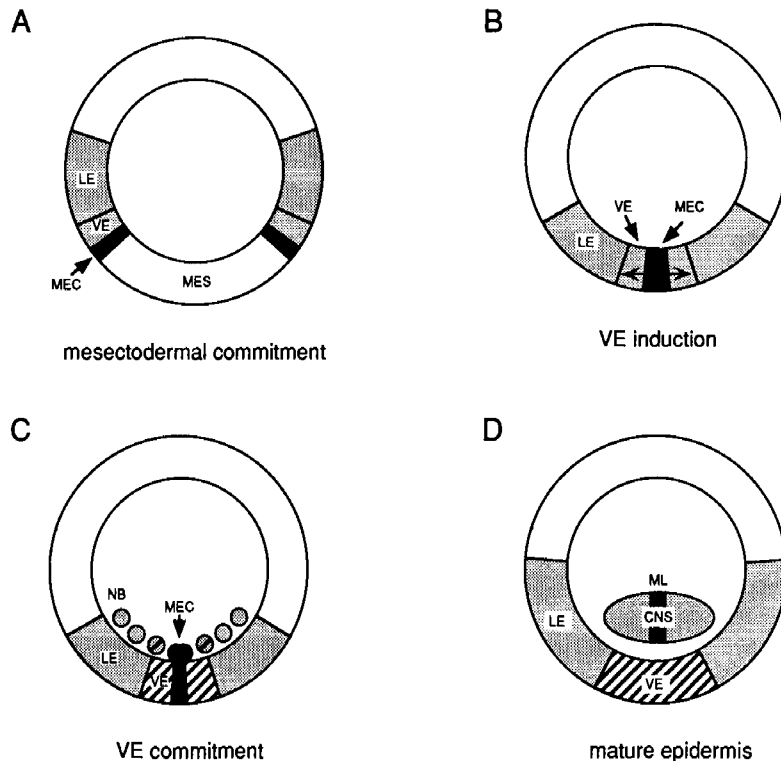 A
LE
VE
MEC
MES
mesectodermal commitment
B
VE
MEC
LE
VE induction
C
NB
MEC
LE
VE
VE commitment
D
ML
CNS
LE
VE
mature epidermis